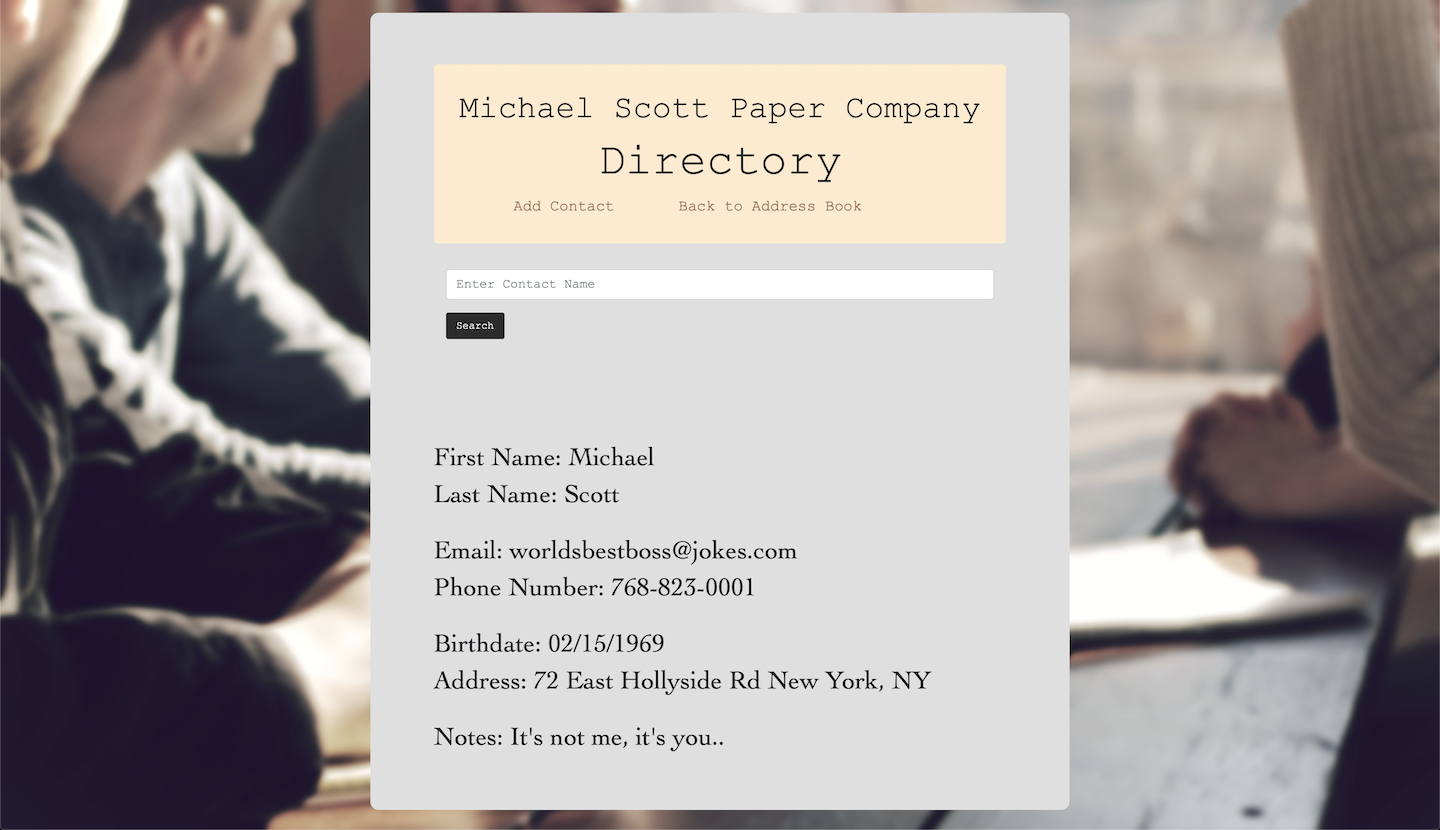 Michael Scott Paper Company
Directory
Add Contact Back to Address Book
Enter Contact Name
Search
First Name: Michael
Last Name: Scott
Email: worldsbestboss@jokes.com
Phone Number: 768-823-0001
Birthdate: 02/15/1969
Address: 72 East Hollyside Rd New York, NY
Notes: It's not me, it's you..